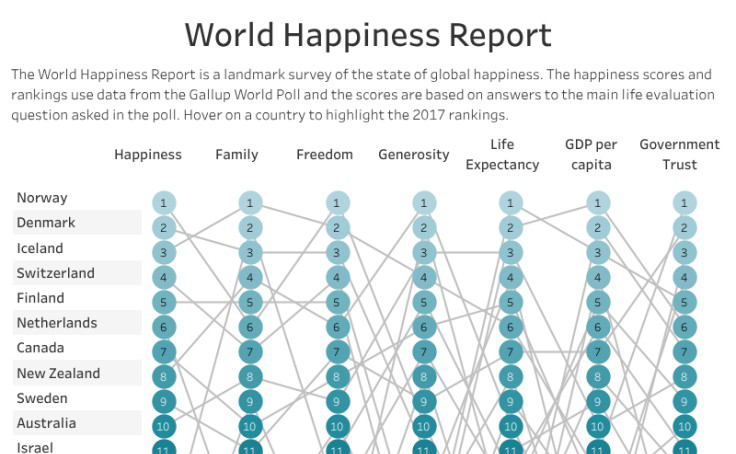 World Happiness Report
The World Happiness Report is a landmark survey of the state of global happiness. The happiness scores and
rankings use data from the Gallup World Poll and the scores are based on answers to the main life evaluation
question asked in the poll. Hover on a country to highlight the 2017 rankings.
Happiness Family Freedom Generosity Life Expectancy GDP per capita Government Trust
Norway 1 1 1 1 1 1 1
Denmark 2 2 2 2 2 2 2
Iceland 3 3 3 3 3 3 3
Switzerland 4 4 4 4 4 4 4
Finland 5 5 5 5 5 5 5
Netherlands 6 6 6 6 6 6 6
Canada 7 7 7 7 7 7 7
New Zealand 8 8 8 8 8 8 8
Sweden 9 9 9 9 9 9 9
Australia 10 10 10 10 10 10 10
Israel 11 11 11 11 11 11 11